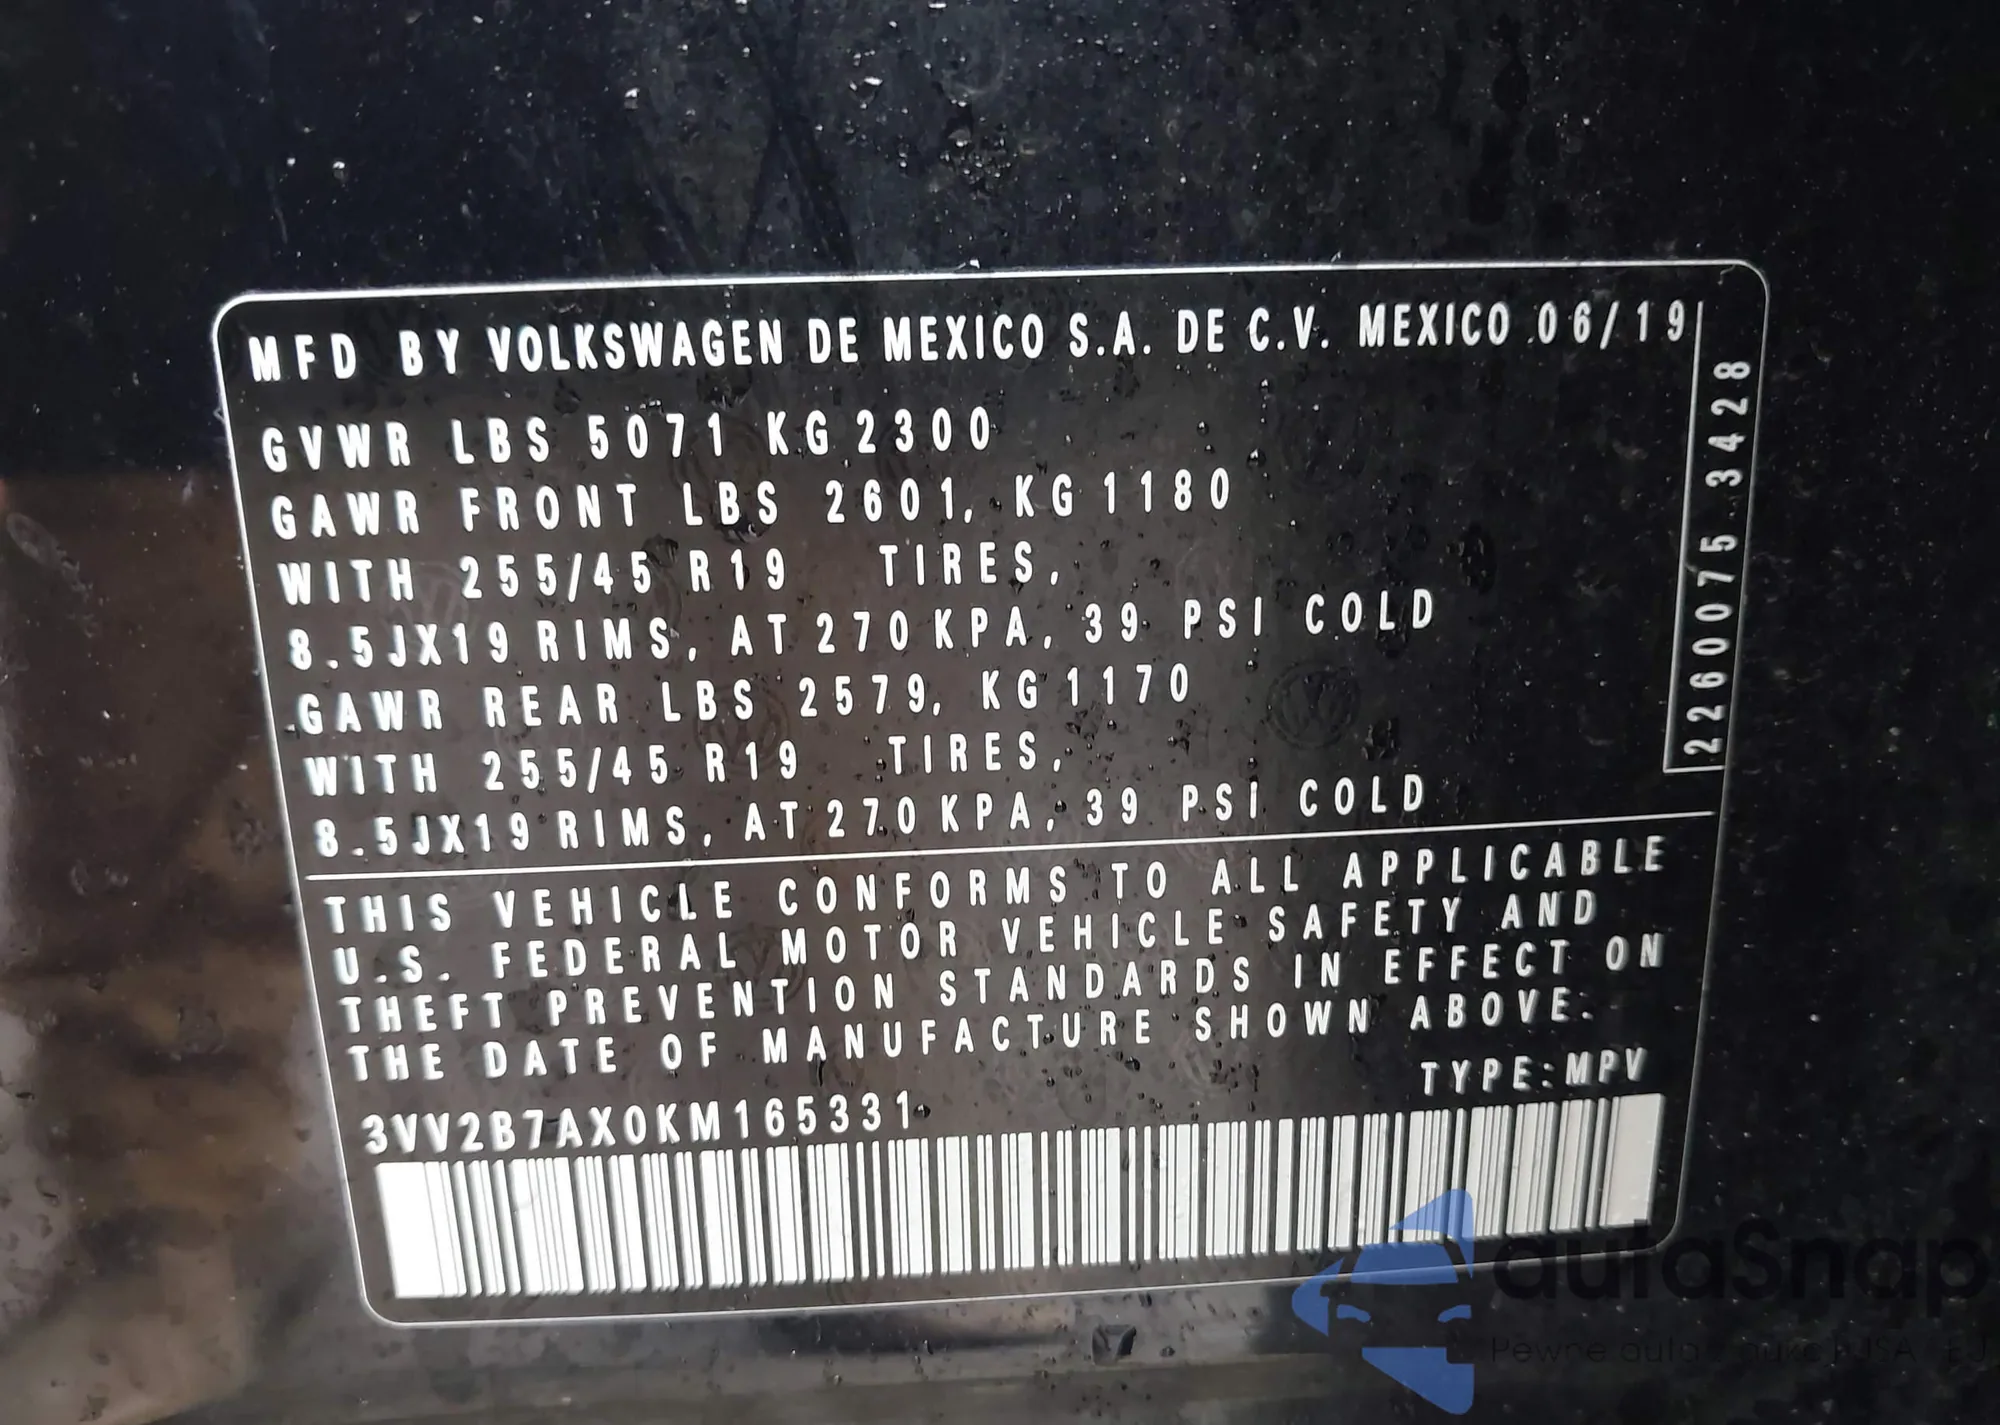 MFD BY VOLKSWAGEN DE MEXICO S.A. DE C.V. MEXICO 06/19
GVWR LBS 5071 KG 2300
GAWR FRONT LBS 2601, KG 1180
WITH 255/45 R19 TIRES,
8.5JX19 RIMS, AT 270 KPA, 39 PSI COLD
GAWR REAR LBS 2579, KG 1170
WITH 255/45 R19 TIRES,
8.5JX19 RIMS, AT 270 KPA, 39 PSI COLD
2260075 3428
THIS VEHICLE CONFORMS TO ALL APPLICABLE
U.S. FEDERAL MOTOR VEHICLE SAFETY AND
THEFT PREVENTION STANDARDS IN EFFECT ON
THE DATE OF MANUFACTURE SHOWN ABOVE.
TYPE:MPV
3VV2B7AX0KM165331
autaSnap
Pewne auta